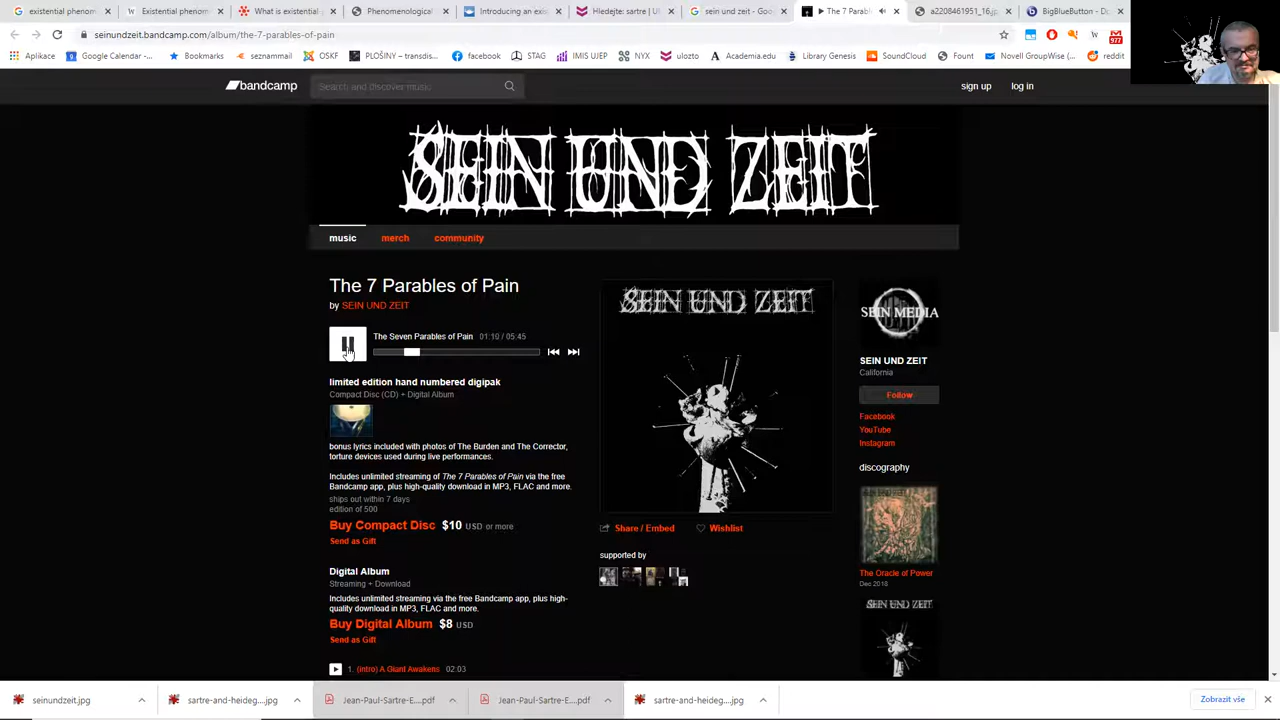 existential phenom
Existential phenom
What is existential
Phenomenological
Introducing an exis
Hledejte: sartre | Ul
sein und zeit - Goo
The 7 Parabl
a2208461951_16.jp
BigBlueButton - Do
seinundzeit.bandcamp.com/album/the-7-parables-of-pain
977
Aplikace
Google Calendar -...
Bookmarks
seznammail
OSKF
PLOŠINY – transdis...
facebook
STAG
IMIS UJEP
NYX
ulozto
Academia.edu
Library Genesis
SoundCloud
Fount
Novell GroupWise (...
reddit
bandcamp
Search and discover music
sign up
log in
SEIN UND ZEIT
music
merch
community
The 7 Parables of Pain
by SEIN UND ZEIT
The Seven Parables of Pain 01:10 / 05:45
limited edition hand numbered digipak
Compact Disc (CD) + Digital Album
bonus lyrics included with photos of The Burden and The Corrector,
torture devices used during live performances.
Includes unlimited streaming of The 7 Parables of Pain via the free
Bandcamp app, plus high-quality download in MP3, FLAC and more.
ships out within 7 days
edition of 500
Buy Compact Disc $10 USD or more
Send as Gift
Digital Album
Streaming + Download
Includes unlimited streaming via the free Bandcamp app, plus high-
quality download in MP3, FLAC and more.
Buy Digital Album $8 USD
Send as Gift
1. (intro) A Giant Awakens 02:03
SEIN UND ZEIT
Share / Embed
Wishlist
supported by
SEIN MEDIA
SEIN UND ZEIT
California
Follow
Facebook
YouTube
Instagram
discography
The Oracle of Power
Dec 2018
SEIN UND ZEIT
seinundzeit.jpg
sartre-and-heideg....jpg
Jean-Paul-Sartre-E....pdf
Jean-Paul-Sartre-E....pdf
sartre-and-heideg....jpg
Zobrazit vše